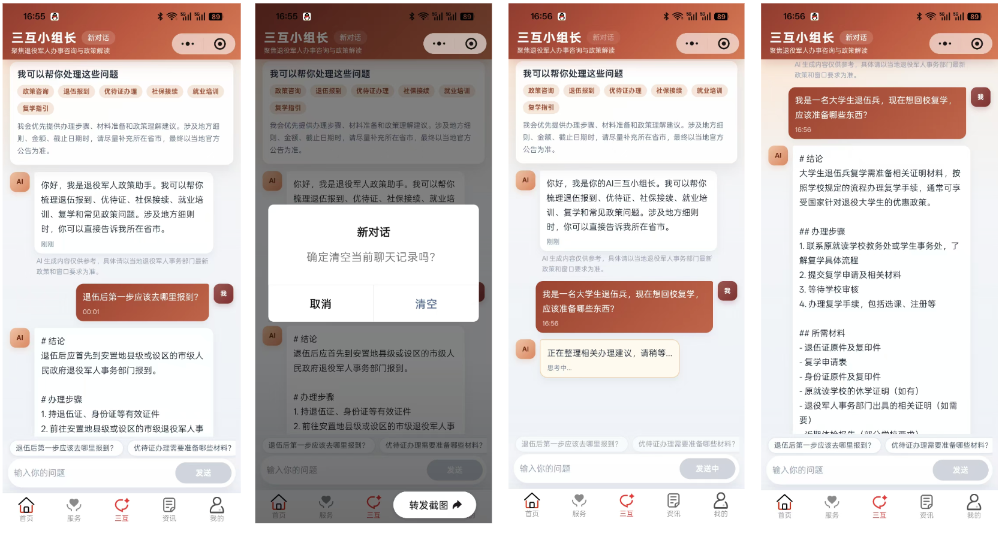 16:55
5G 5G 89
三互小组长 新对话
聚焦退役军人办事咨询与政策解读
我可以帮你处理这些问题
政策咨询 退伍报到 优待证办理 社保接续 就业培训
复学指引
我会优先提供办理步骤、材料准备和政策理解建议。涉及地方细
则、金额、截止日期时，请尽量补充所在省市，最终以当地官方
公告为准。
AI
你好，我是退役军人政策助手。我可以帮你
梳理退伍报到、优待证、社保接续、就业培
训、复学和常见政策问题。涉及地方细则
时，你可以直接告诉我所在省市。
刚刚
AI 生成内容仅供参考，具体请以当地退役军人事务部门最新
政策和窗口要求为准。
退伍后第一步应该去哪里报到？
00:01
我
AI
# 结论
退伍后应首先到安置地县级或设区的市级人
民政府退役军人事务部门报到。
# 办理步骤
1. 持退伍证、身份证等有效证件
2. 前往安置地县级或设区的市级退役军人事
退伍后第一步应该去哪里报到？ 优待证办理需要准备哪些材料？
输入你的问题 发送
首页 服务 三互 资讯 我的
16:55
5G 5G 89
三互小组长 新对话
聚焦退役军人办事咨询与政策解读
我可以帮你处理这些问题
政策咨询 退伍报到 优待证办理 社保接续 就业培训
复学指引
我会优先提供办理步骤、材料准备和政策理解建议。涉及地方细
则、金额、截止日期时，请尽量补充所在省市，最终以当地官方
公告为准。
AI
你好，我是退役军人政策助手。我可以帮你
梳理退伍报到、优待证、社保接续、就业培
新对话
确定清空当前聊天记录吗？
取消 清空
AI
# 结论
退伍后应首先到安置地县级或设区的市级人
民政府退役军人事务部门报到。
# 办理步骤
1. 持退伍证、身份证等有效证件
2. 前往安置地县级或设区的市级退役军人事
退伍后第一步应该去哪里报到？ 优待证办理需要准备哪些材料？
输入你的问题 发送
转发截图
首页 服务 三互 的
16:56
5G 5G 89
三互小组长 新对话
聚焦退役军人办事咨询与政策解读
我可以帮你处理这些问题
政策咨询 退伍报到 优待证办理 社保接续 就业培训
复学指引
我会优先提供办理步骤、材料准备和政策理解建议。涉及地方细
则、金额、截止日期时，请尽量补充所在省市，最终以当地官方
公告为准。
AI
你好，我是你的AI三互小组长。我可以帮你
梳理退伍报到、优待证、社保接续、就业培
训、复学和常见政策问题。涉及地方细则
时，你可以直接告诉我所在省市。
刚刚
AI 生成内容仅供参考，具体请以当地退役军人事务部门最新
政策和窗口要求为准。
我是一名大学生退伍兵，现在想回校复学，
应该准备哪些东西？
16:56
我
AI
正在整理相关办理建议，请稍等...
思考中...
退伍后第一步应该去哪里报到？ 优待证办理需要准备哪些材料？
输入你的问题 发送中
首页 服务 三互 资讯 我的
16:56
5G 5G 89
三互小组长 新对话
聚焦退役军人办事咨询与政策解读
AI 生成内容仅供参考，具体请以当地退役军人事务部门最新
政策和窗口要求为准。
我是一名大学生退伍兵，现在想回校复学，
应该准备哪些东西？
16:56
我
AI
# 结论
大学生退伍兵复学需准备相关证明材料，按
照学校规定的流程办理复学手续，通常可享
受国家针对退役大学生的优惠政策。
## 办理步骤
1. 联系原就读学校教务处或学生事务处，了
解复学具体流程
2. 提交复学申请及相关材料
3. 等待学校审核
4. 办理复学手续，包括选课、注册等
## 所需材料
- 退伍证原件及复印件
- 复学申请表
- 身份证原件及复印件
- 原就读学校的休学证明（如有）
- 退役军人事务部门出具的相关证明（如需
要）
- 近期体检报告（部分学校要求）
退伍后第一步应该去哪里报到？ 优待证办理需要准备哪些材料？
输入你的问题 发送
首页 服务 三互 资讯 我的